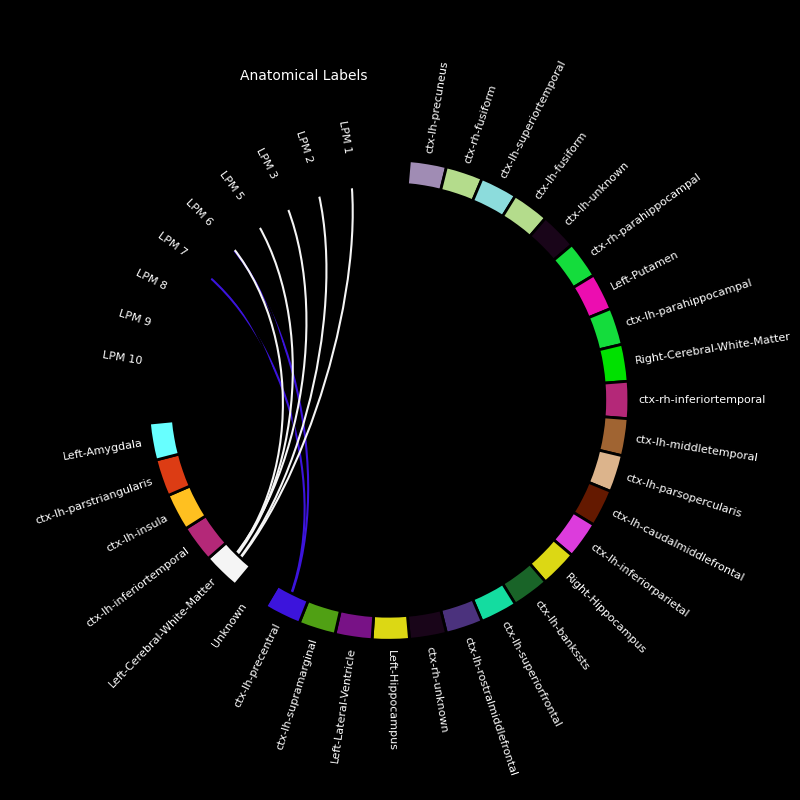 Anatomical Labels
LPM 1
LPM 2
LPM 3
LPM 5
LPM 6
LPM 7
LPM 8
LPM 9
LPM 10
Left-Amygdala
ctx-lh-parstriangularis
ctx-lh-insula
ctx-lh-inferiortemporal
Left-Cerebral-White-Matter
Unknown
ctx-lh-precentral
ctx-lh-supramarginal
Left-Lateral-Ventricle
Left-Hippocampus
ctx-rh-unknown
ctx-lh-rostralmiddlefrontal
ctx-lh-superiorfrontal
ctx-lh-bankssts
Right-Hippocampus
ctx-lh-inferiorparietal
ctx-lh-caudalmiddlefrontal
ctx-lh-parsopercularis
ctx-lh-middletemporal
ctx-rh-inferiortemporal
Right-Cerebral-White-Matter
ctx-lh-parahippocampal
Left-Putamen
ctx-rh-parahippocampal
ctx-lh-unknown
ctx-lh-fusiform
ctx-lh-superiortemporal
ctx-rh-fusiform
ctx-lh-precuneus